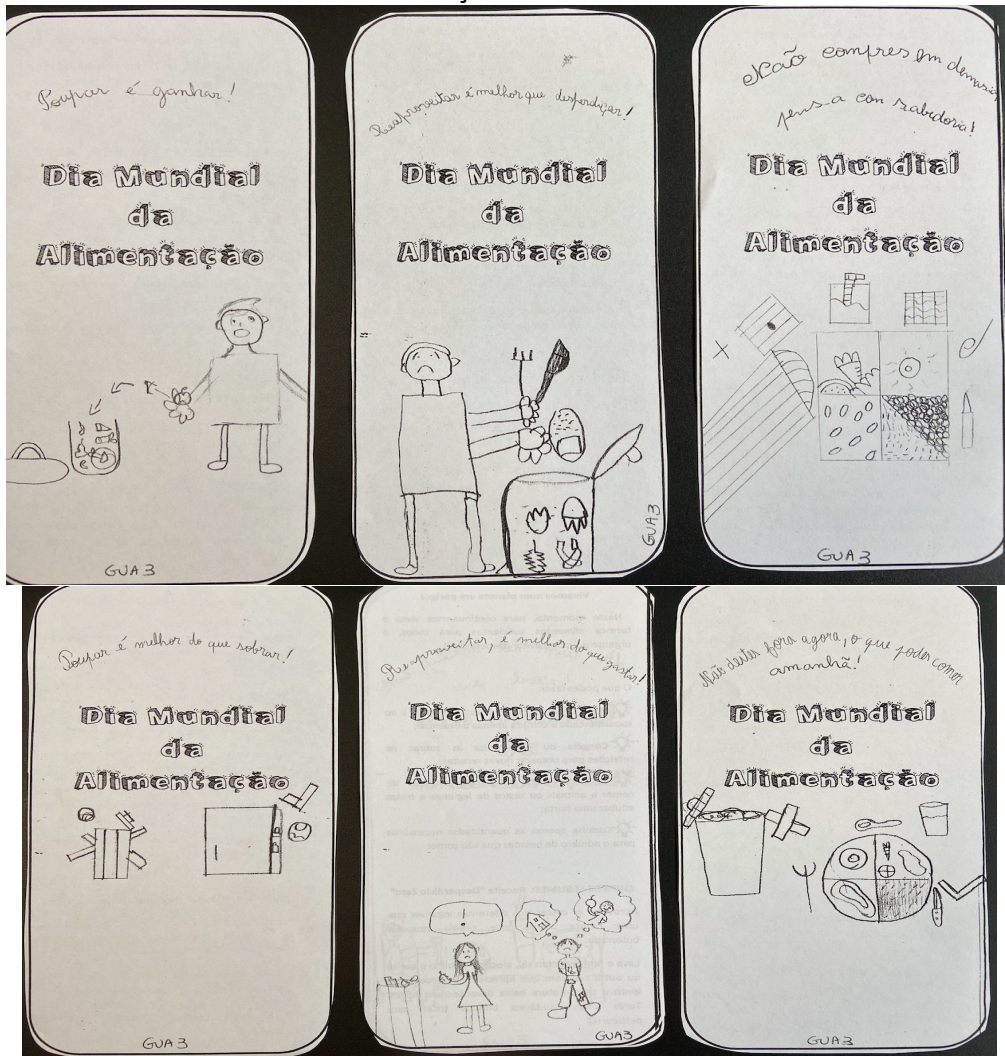 Poupar é ganhar!
Dia Mundial
da
Alimentação
GUA3
Reaproveitar é melhor que desperdiçar!
Dia Mundial
da
Alimentação
GUA3
Não compres em demasia
pensa con sabedoria!
Dia Mundial
da
Alimentação
GUA3
Poupar é melhor do que sobrar!
Dia Mundial
da
Alimentação
GUA3
Reaproveitar, é melhor do que gastar!
Dia Mundial
da
Alimentação
!
GUA3
Não deites fora agora, o que podes comer
amanhã!
Dia Mundial
da
Alimentação
GUA3